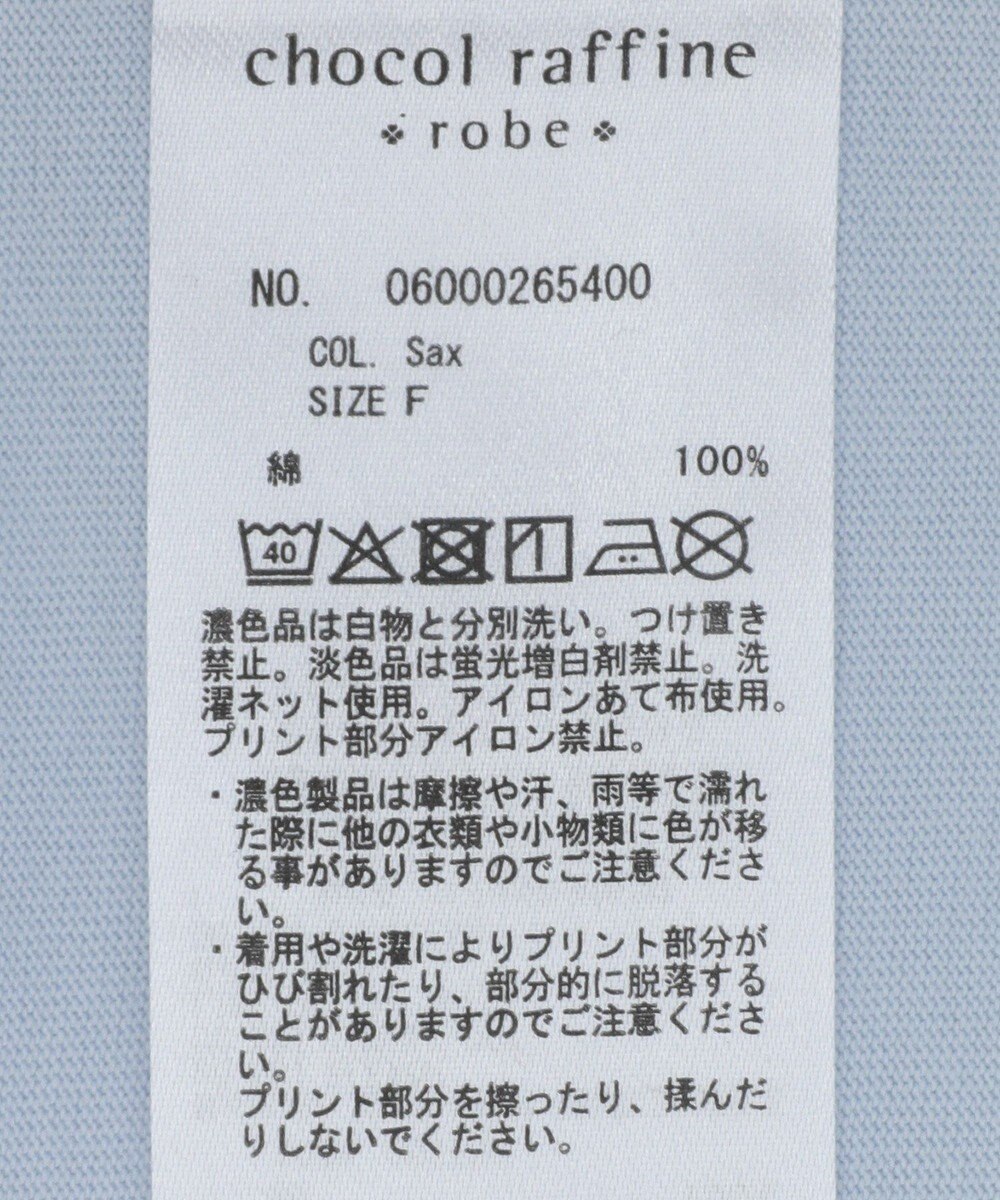 chocol raffine
robe
NO. 06000265400
COL. Sax
SIZE F
綿 100%
40
濃色品は白物と分別洗い。つけ置き
禁止。淡色品は蛍光増白剤禁止。洗
濯ネット使用。アイロンあて布使用。
プリント部分アイロン禁止。
・濃色製品は摩擦や汗、雨等で濡れ
た際に他の衣類や小物類に色が移
る事がありますのでご注意くださ
い。
・着用や洗濯によりプリント部分が
ひび割れたり、部分的に脱落する
ことがありますのでご注意くださ
い。
プリント部分を擦ったり、揉んだ
りしないでください。